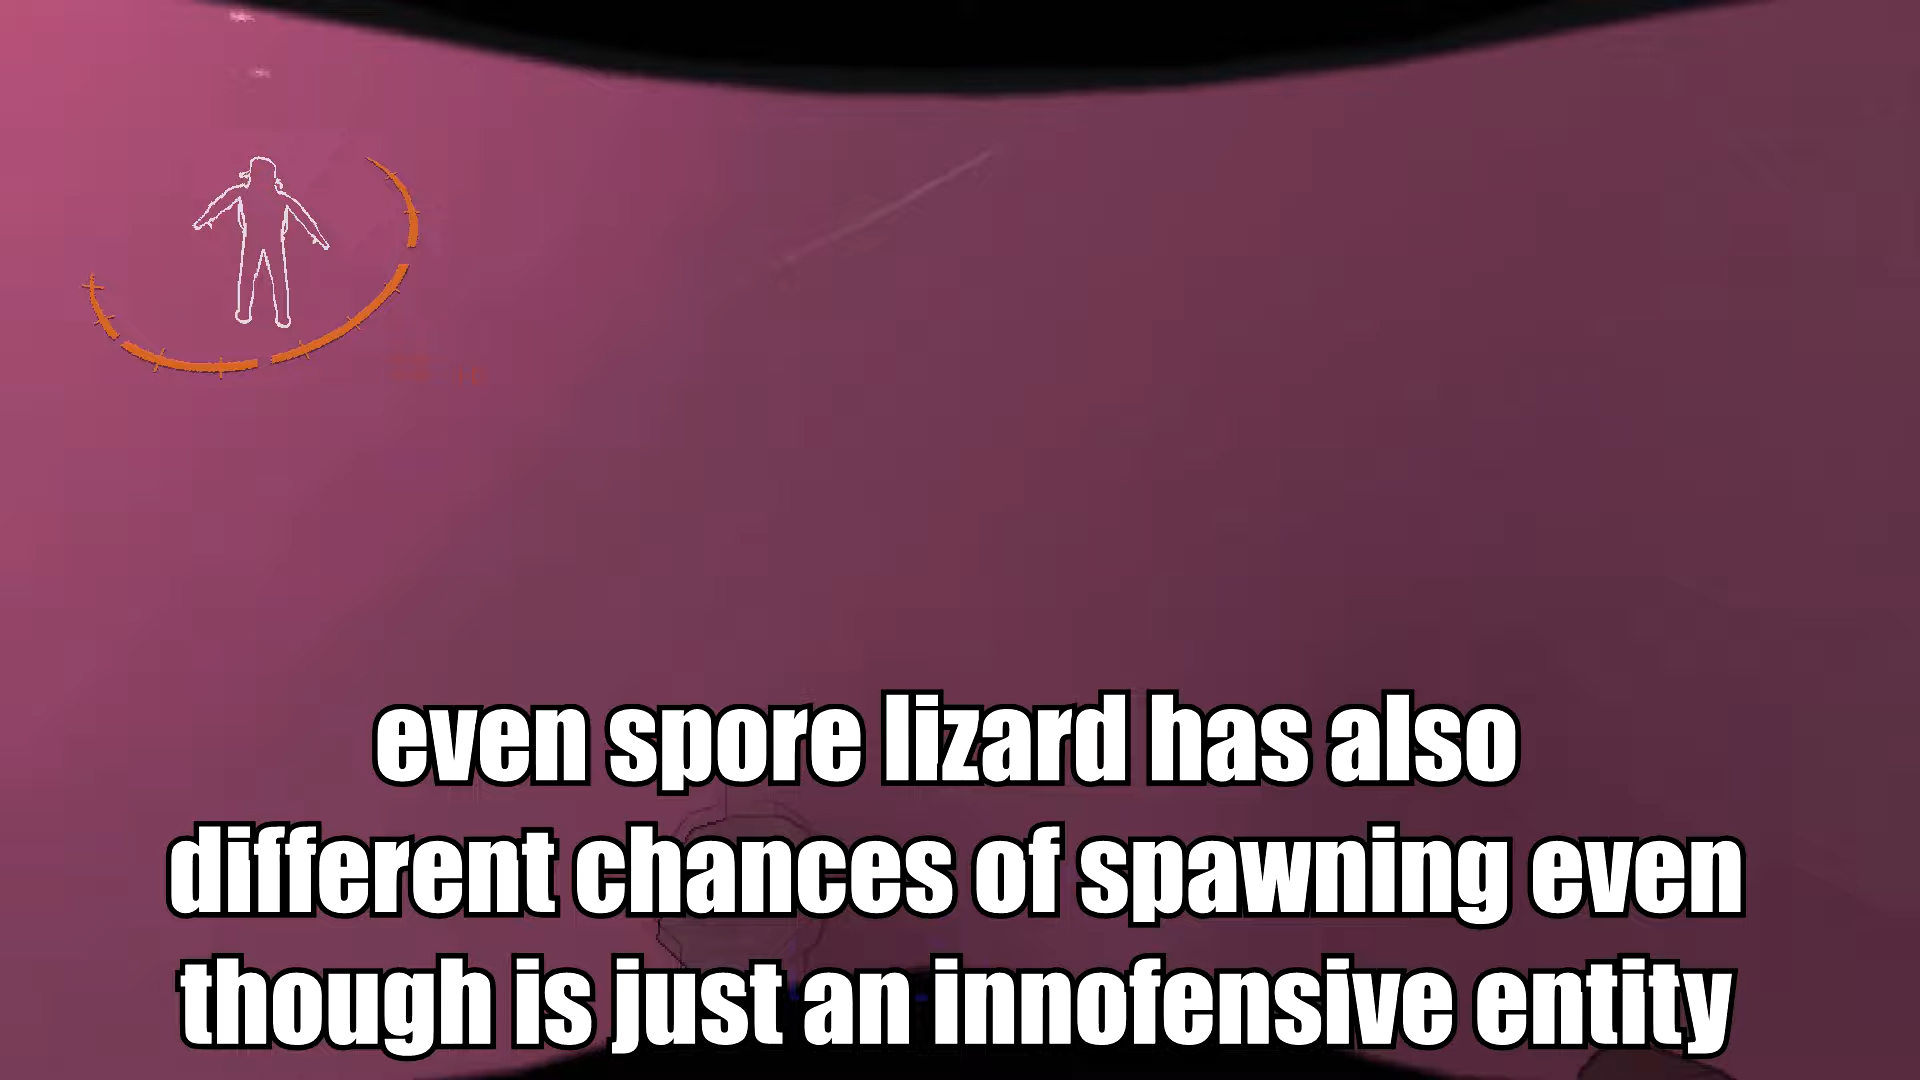 even spore lizard has also
different chances of spawning even
though is just an innofensive entity